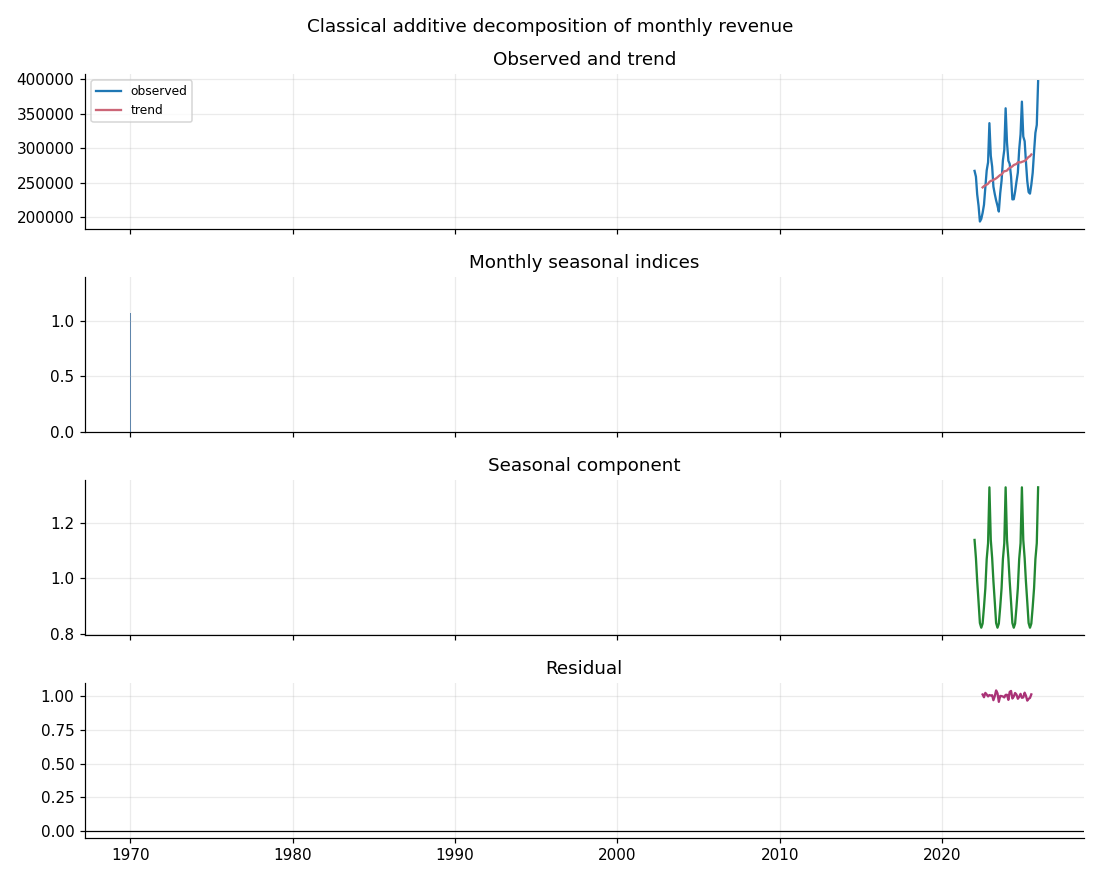 Classical additive decomposition of monthly revenue
Observed and trend
400000
350000
300000
250000
200000
observed
trend
Monthly seasonal indices
1.0
0.5
0.0
Seasonal component
1.2
1.0
0.8
Residual
1.00
0.75
0.50
0.25
0.00
1970 1980 1990 2000 2010 2020